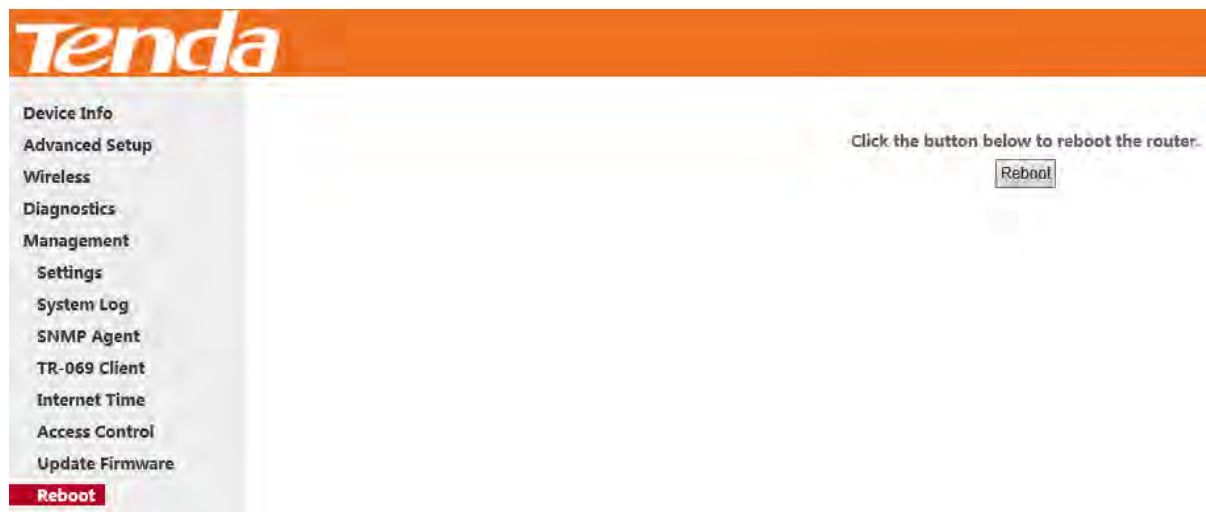 Tenda
Device Info
Advanced Setup
Wireless
Diagnostics
Management
Settings
System Log
SNMP Agent
TR-069 Client
Internet Time
Access Control
Update Firmware
Reboot
Click the button below to reboot the router.
Reboot